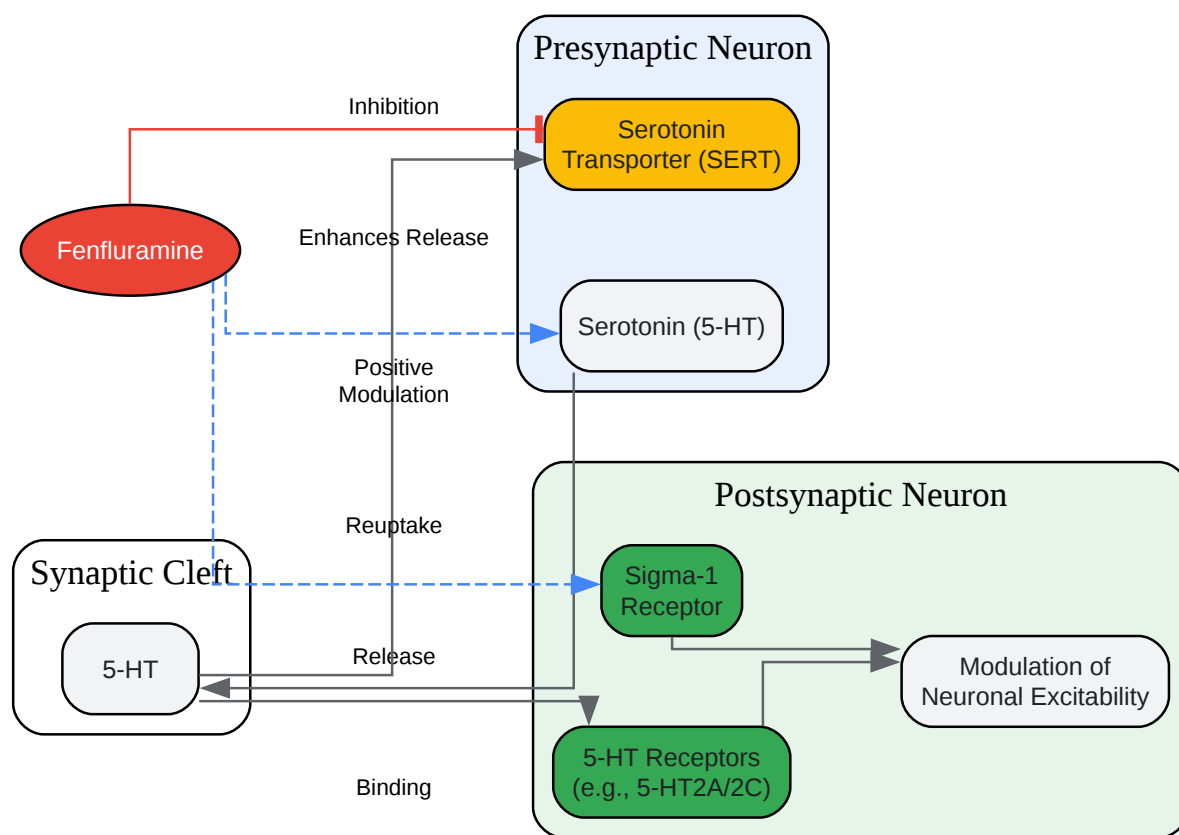 Presynaptic Neuron
Inhibition
Serotonin
Transporter (SERT)
Fenfluramine
Enhances Release
Serotonin (5-HT)
Positive
Modulation
Postsynaptic Neuron
Reuptake
Synaptic Cleft
Sigma-1
Receptor
5-HT
Release
Modulation of
Neuronal Excitability
5-HT Receptors
(e.g., 5-HT2A/2C)
Binding